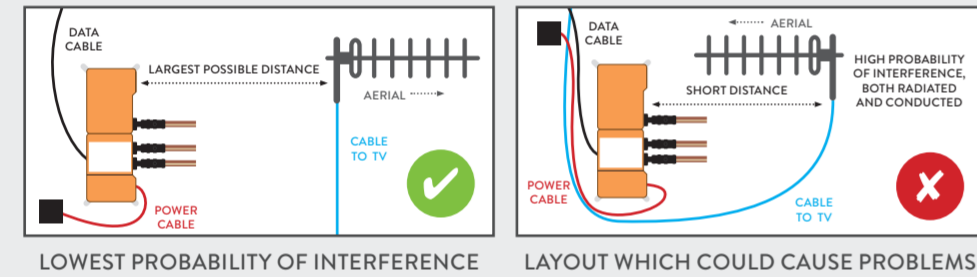 DATA
CABLE
LARGEST POSSIBLE DISTANCE
AERIAL
CABLE
TO TV
POWER
CABLE
LOWEST PROBABILITY OF INTERFERENCE
DATA
CABLE
AERIAL
HIGH PROBABILITY
OF INTERFERENCE,
BOTH RADIATED
AND CONDUCTED
SHORT DISTANCE
POWER
CABLE
CABLE
TO TV
LAYOUT WHICH COULD CAUSE PROBLEMS